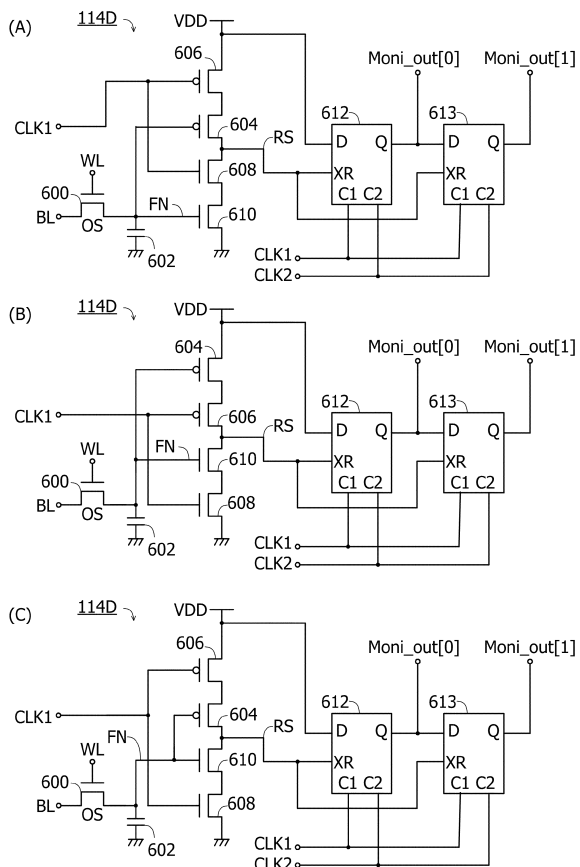 (A)
114D
VDD
606
Moni_out[0]
Moni_out[1]
CLK1
604
RS
612
613
D
Q
D
Q
WL
608
XR
XR
600
FN
610
C1
C2
C1
C2
BL
OS
602
CLK1
CLK2
(B)
114D
VDD
604
Moni_out[0]
Moni_out[1]
CLK1
606
RS
612
613
D
Q
D
Q
WL
FN
610
XR
XR
600
608
C1
C2
C1
C2
BL
OS
602
CLK1
CLK2
(C)
114D
VDD
606
Moni_out[0]
Moni_out[1]
CLK1
604
RS
612
613
D
Q
D
Q
WL
FN
610
XR
XR
600
608
C1
C2
C1
C2
BL
OS
602
CLK1
CLK2